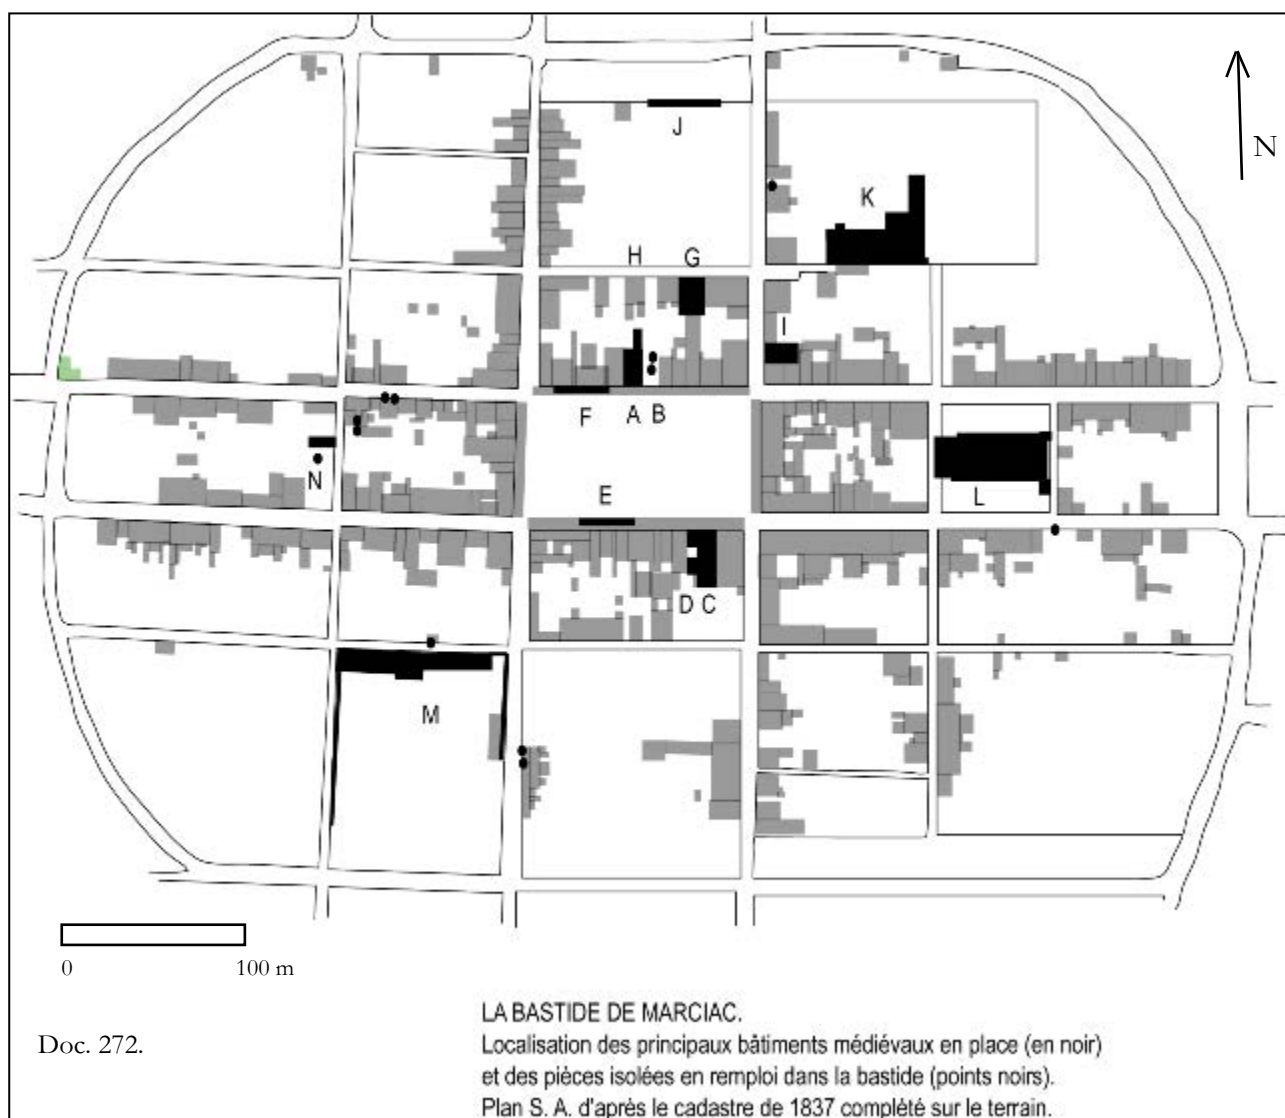 J
N
K
H G
I
F A B
N
E
L
D C
M
0 100 m
LA BASTIDE DE MARCIAC.
Doc. 272.
Localisation des principaux bâtiments médiévaux en place (en noir)
et des pièces isolées en remploi dans la bastide (points noirs).
Plan S. A. d'après le cadastre de 1837 complété sur le terrain.